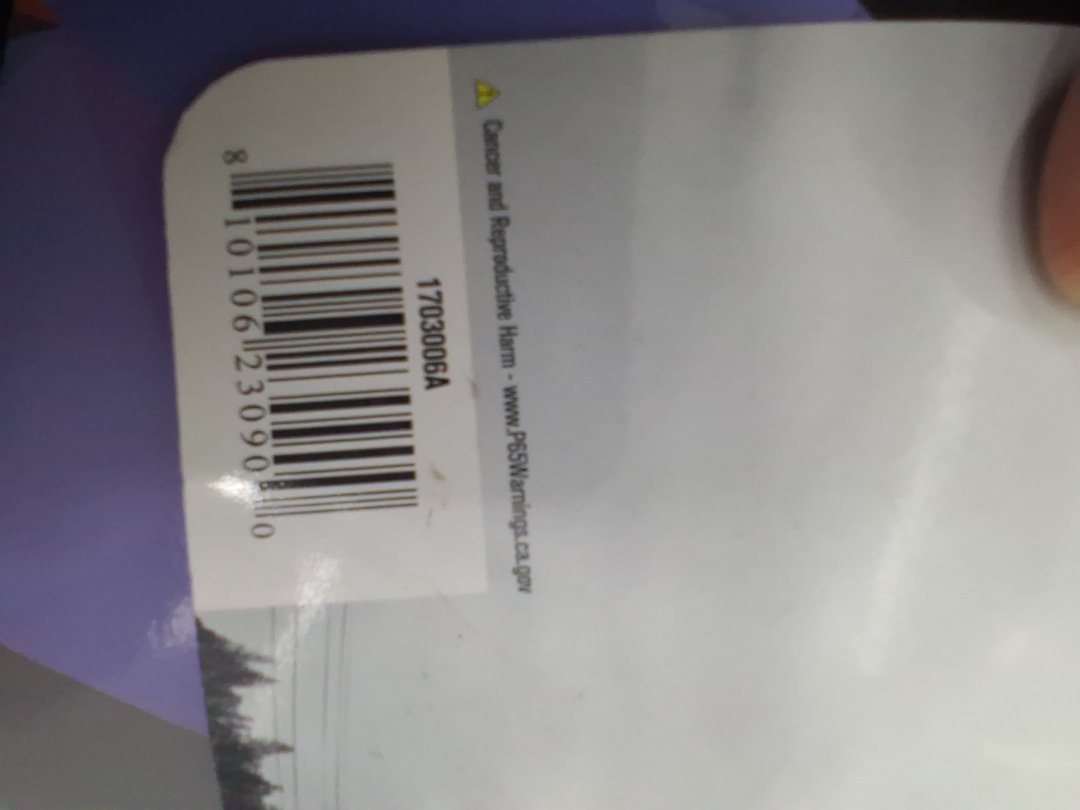 Cancer and Reproductive Harm - www.P65Warnings.ca.gov
1703006A
8 10106 23090 0